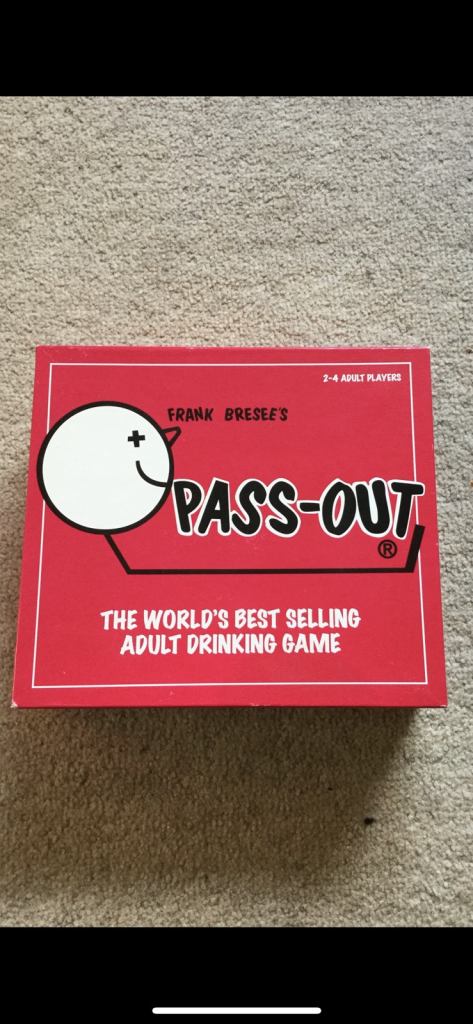 2-4 ADULT PLAYERS
FRANK BRESEE'S
PASS-OUT
®
THE WORLD'S BEST SELLING
ADULT DRINKING GAME